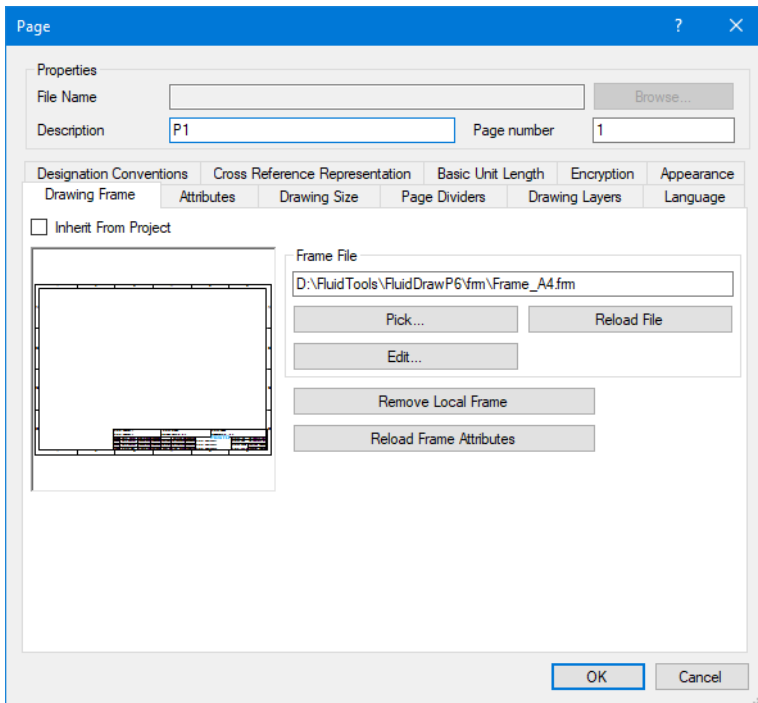 Page ?
Properties
File Name Browse...
Description P1 Page number 1
Designation Conventions Cross Reference Representation Basic Unit Length Encryption Appearance
Drawing Frame Attributes Drawing Size Page Dividers Drawing Layers Language
Inherit From Project
Frame File
D:\FluidTools\FluidDrawP6\frm\Frame_A4.frm
Pick... Reload File
Edit...
Remove Local Frame
Reload Frame Attributes
OK Cancel